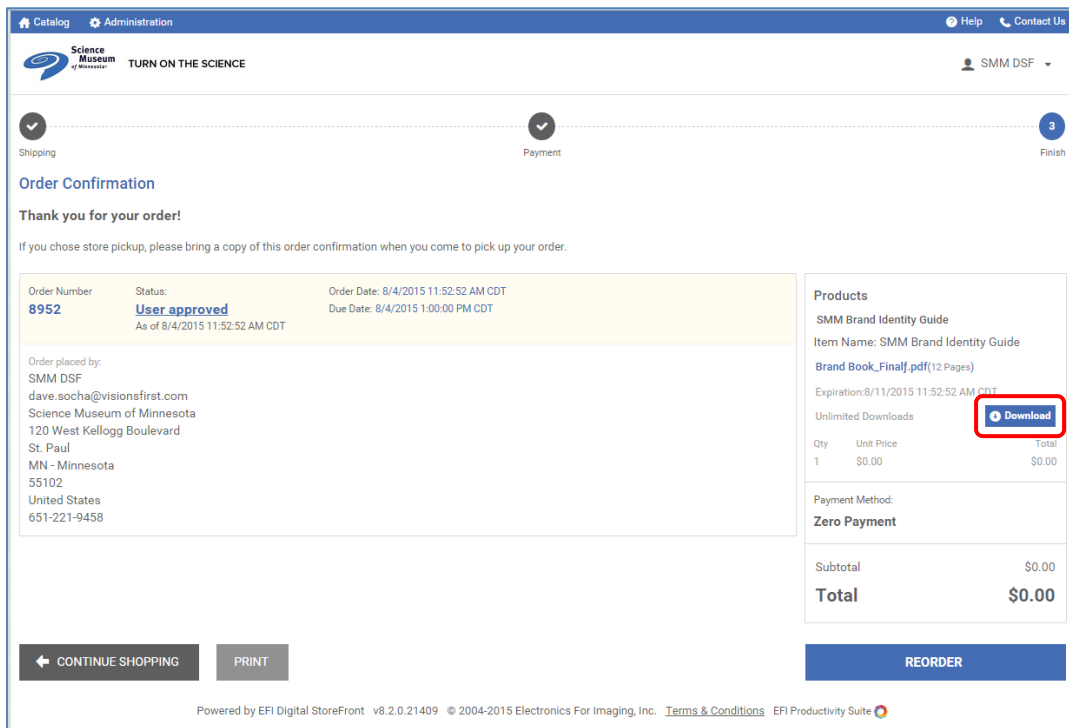 Catalog Administration Help Contact Us
Science
Museum
of Minnesota
TURN ON THE SCIENCE
SMM DSF
3
Shipping Payment Finish
Order Confirmation
Thank you for your order!
If you chose store pickup, please bring a copy of this order confirmation when you come to pick up your order.
Order Number Status: Order Date: 8/4/2015 11:52:52 AM CDT
8952 User approved Due Date: 8/4/2015 1:00:00 PM CDT
As of 8/4/2015 11:52:52 AM CDT
Order placed by:
SMM DSF
dave.socha@visionsfirst.com
Science Museum of Minnesota
120 West Kellogg Boulevard
St. Paul
MN - Minnesota
55102
United States
651-221-9458
Products
SMM Brand Identity Guide
Item Name: SMM Brand Identity Guide
Brand Book_Finalƒ.pdf(12 Pages)
Expiration:8/11/2015 11:52:52 AM CDT
Unlimited Downloads Download
Qty Unit Price Total
1 $0.00 $0.00
Payment Method:
Zero Payment
Subtotal $0.00
Total $0.00
CONTINUE SHOPPING PRINT REORDER
Powered by EFI Digital StoreFront v8.2.0.21409 © 2004-2015 Electronics For Imaging, Inc. Terms & Conditions EFI Productivity Suite